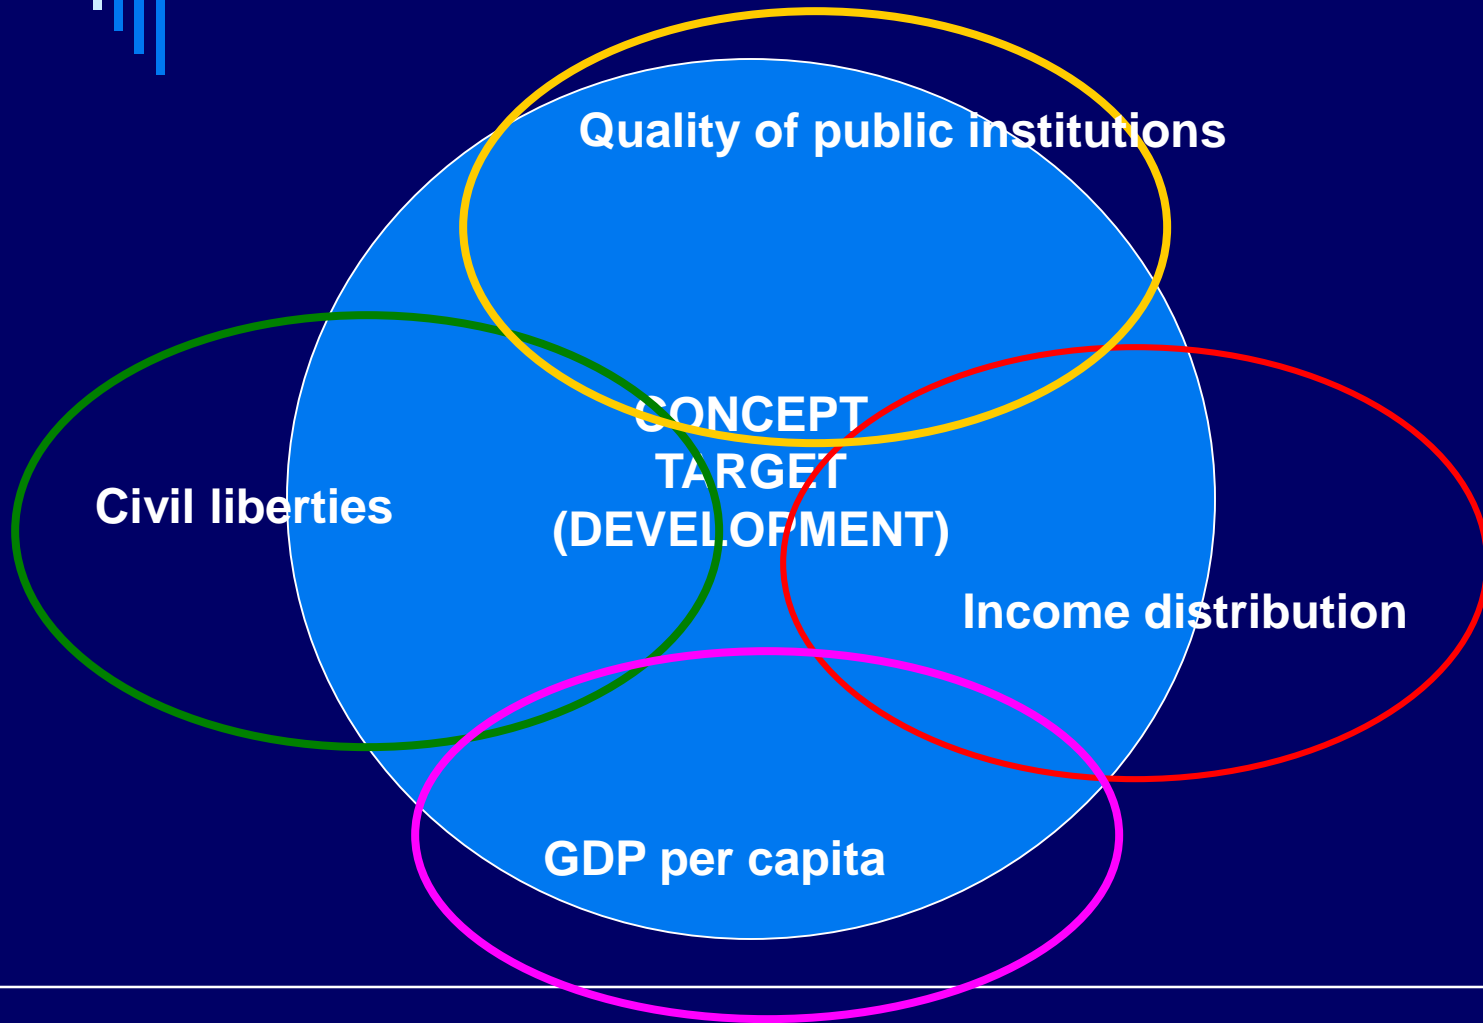 Quality of public institutions
CONCEPT
TARGET
(DEVELOPMENT)
Civil liberties
Income distribution
GDP per capita